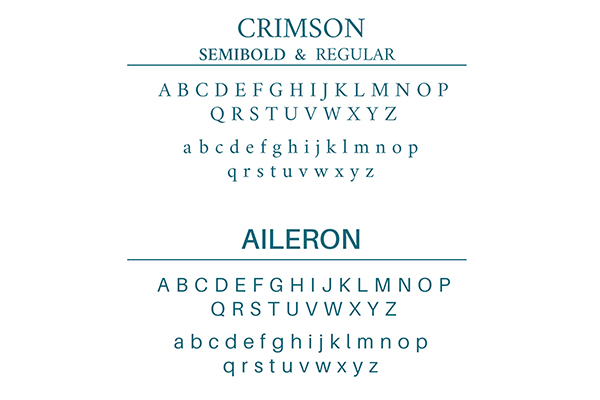 CRIMSON
SEMIBOLD & REGULAR
A B C D E F G H I J K L M N O P
Q R S T U V W X Y Z
a b c d e f g h i j k l m n o p
q r s t u v w x y z
AILERON
A B C D E F G H I J K L M N O P
Q R S T U V W X Y Z
a b c d e f g h i j k l m n o p
q r s t u v w x y z